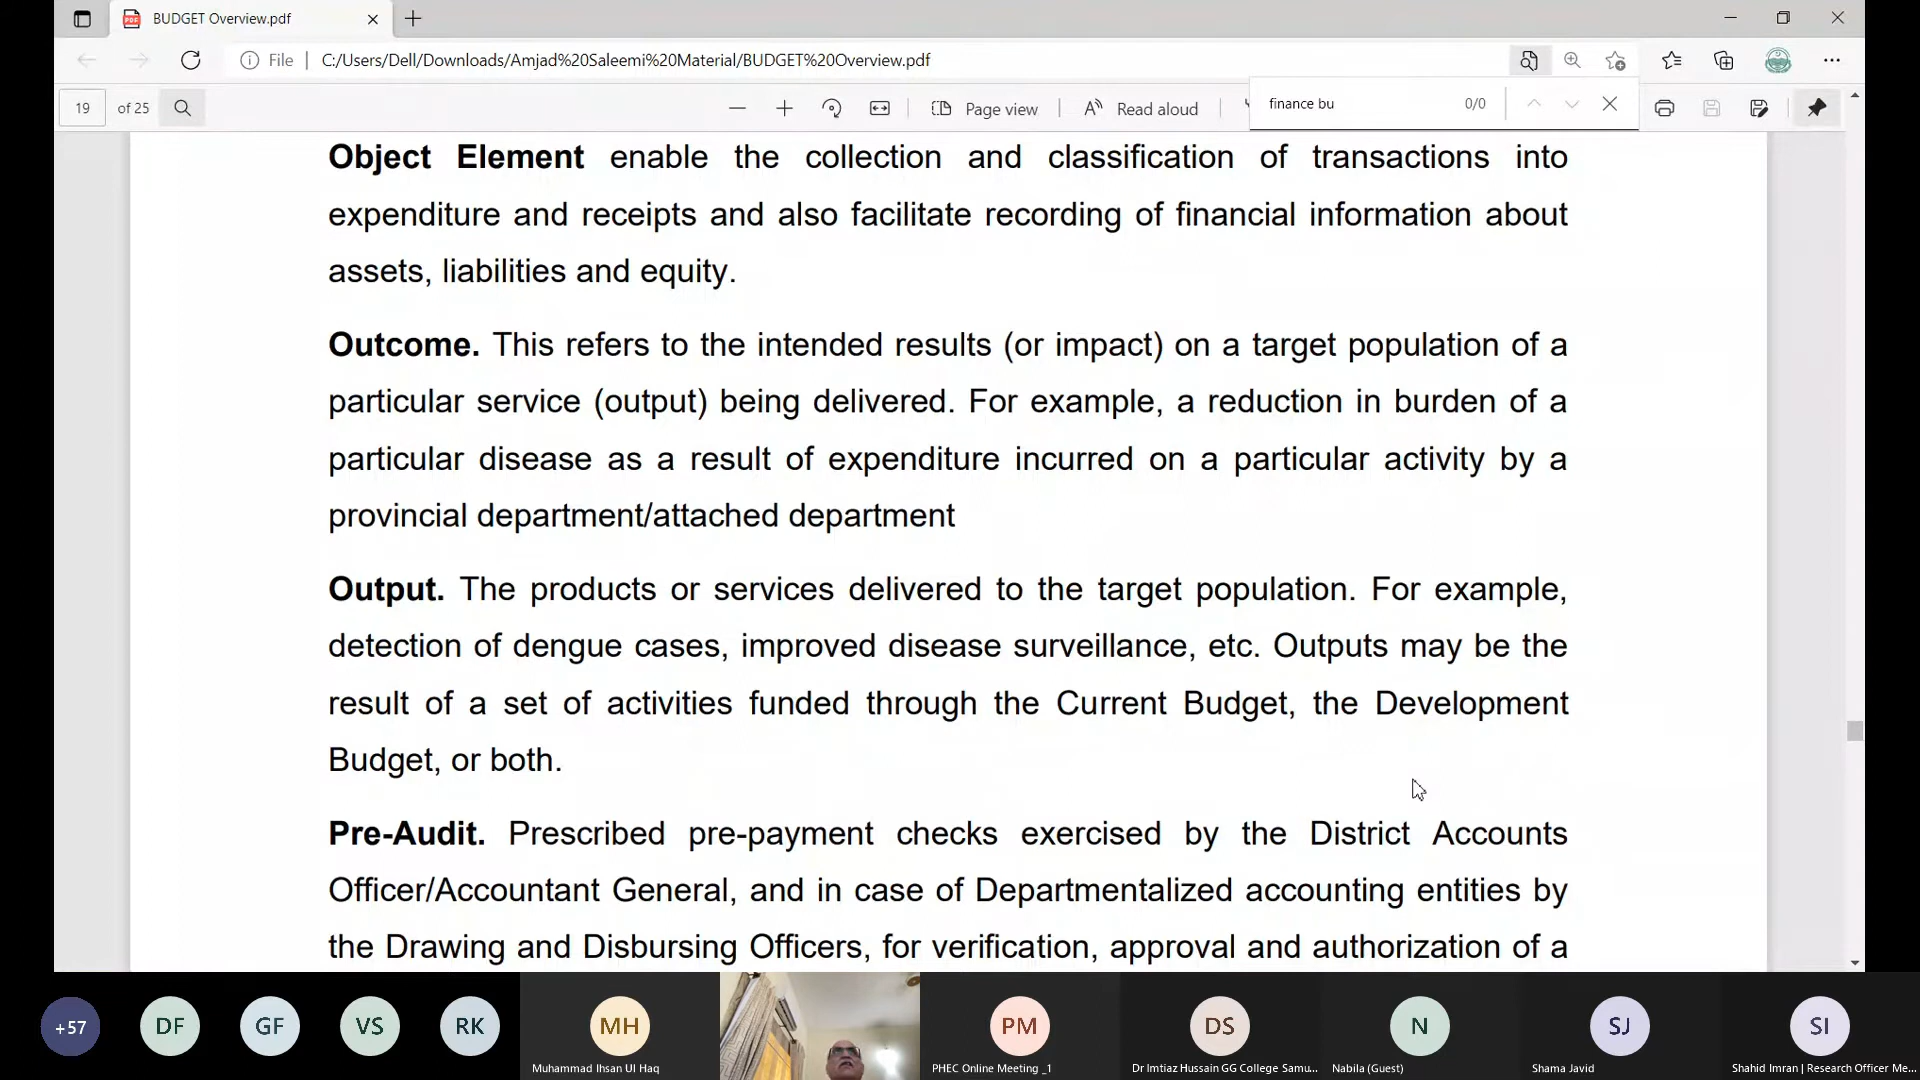 BUDGET Overview.pdf
File
C:/Users/Dell/Downloads/Amjad%20Saleemi%20Material/BUDGET%20Overview.pdf
19 of 25
Page view
Read aloud
finance bu 0/0
Object Element enable the collection and classification of transactions into
expenditure and receipts and also facilitate recording of financial information about
assets, liabilities and equity.
Outcome. This refers to the intended results (or impact) on a target population of a
particular service (output) being delivered. For example, a reduction in burden of a
particular disease as a result of expenditure incurred on a particular activity by a
provincial department/attached department
Output. The products or services delivered to the target population. For example,
detection of dengue cases, improved disease surveillance, etc. Outputs may be the
result of a set of activities funded through the Current Budget, the Development
Budget, or both.
Pre-Audit. Prescribed pre-payment checks exercised by the District Accounts
Officer/Accountant General, and in case of Departmentalized accounting entities by
the Drawing and Disbursing Officers, for verification, approval and authorization of a
+57 DF GF VS RK MH PM DS N SJ SI
Muhammad Ihsan Ul Haq
PHEC Online Meeting _1
Dr Imtiaz Hussain GG College Samu...
Nabila (Guest)
Shama Javid
Shahid Imran | Research Officer Me...